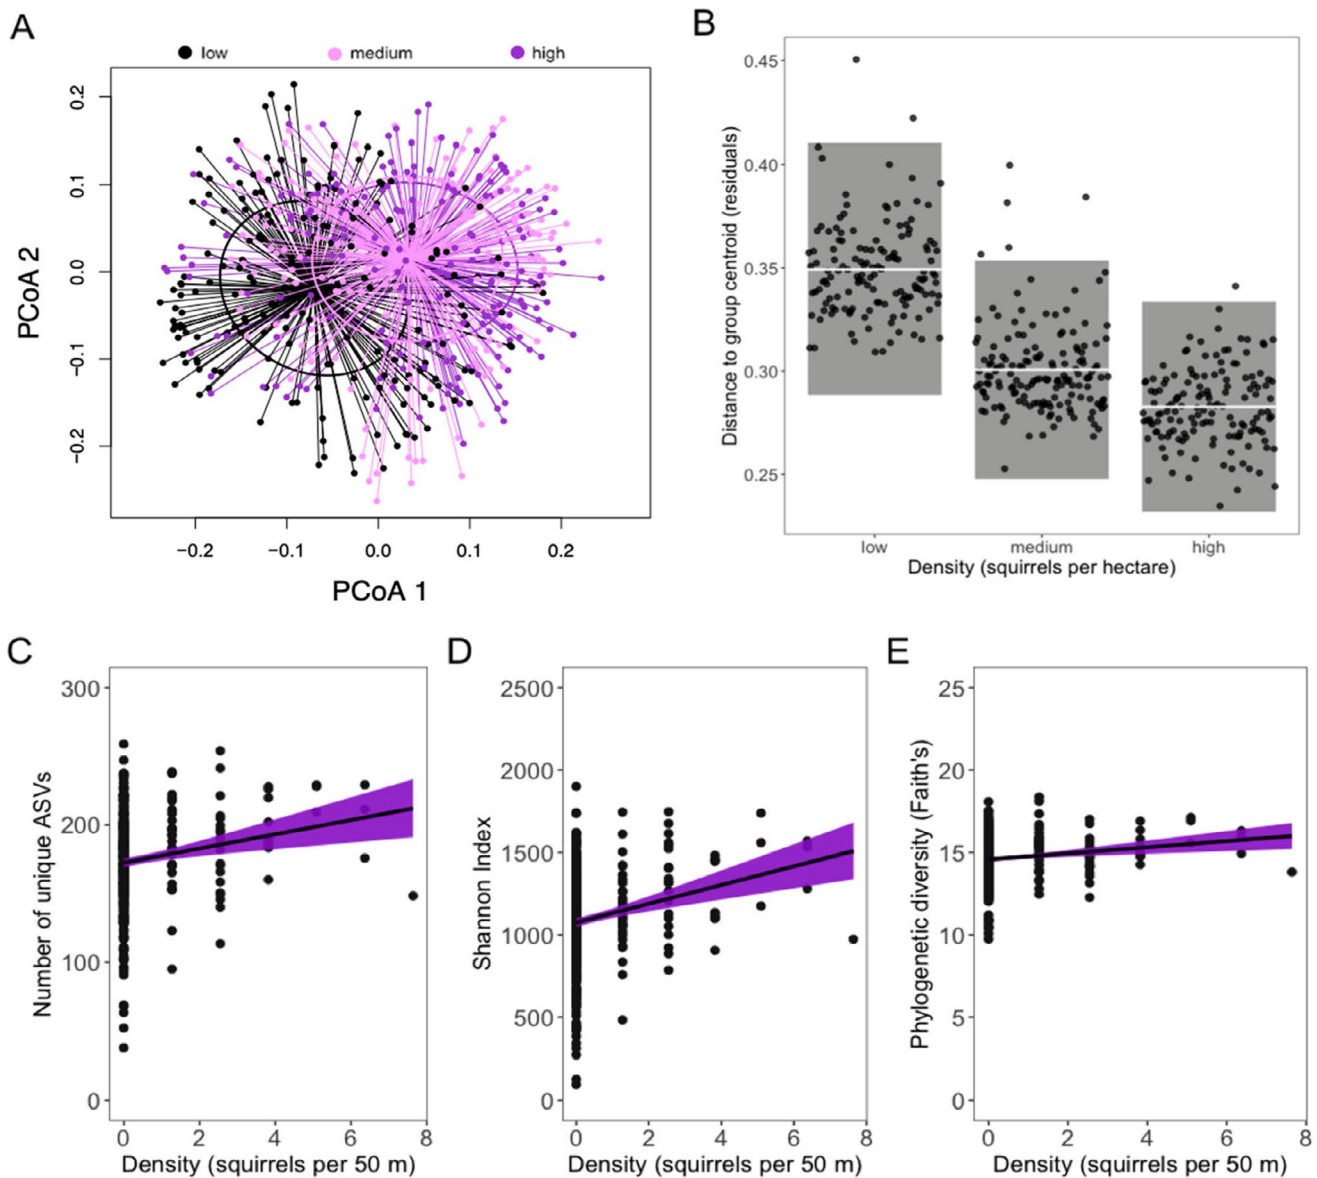 A
low medium high
0.2
0.1
0.0
−0.1
−0.2
PCoA 2
−0.2 −0.1 0.0 0.1 0.2
PCoA 1
B
0.45
0.40
0.35
0.30
0.25
Distance to group centroid (residuals)
low medium high
Density (squirrels per hectare)
C
300
200
100
0
Number of unique ASVs
0 2 4 6 8
Density (squirrels per 50 m)
D
2500
2000
1500
1000
500
0
Shannon Index
0 2 4 6 8
Density (squirrels per 50 m)
E
25
20
15
10
5
0
Phylogenetic diversity (Faith's)
0 2 4 6 8
Density (squirrels per 50 m)